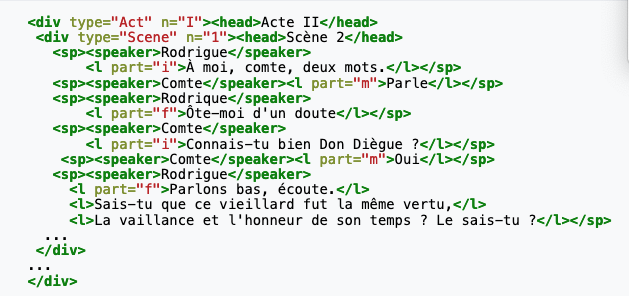 <div type="Act" n="I"><head>Acte II</head>
<div type="Scene" n="1"><head>Scène 2</head>
<sp><speaker>Rodrigue</speaker>
<l part="i">À moi, comte, deux mots.</l></sp>
<sp><speaker>Comte</speaker><l part="m">Parle</l></sp>
<sp><speaker>Rodrique</speaker>
<l part="f">Ôte-moi d'un doute</l></sp>
<sp><speaker>Comte</speaker>
<l part="i">Connais-tu bien Don Diègue ?</l></sp>
<sp><speaker>Comte</speaker><l part="m">Oui</l></sp>
<sp><speaker>Rodrigue</speaker>
<l part="f">Parlons bas, écoute.</l>
<l>Sais-tu que ce vieillard fut la même vertu,</l>
<l>La vaillance et l'honneur de son temps ? Le sais-tu ?</l></sp>
...
</div>
...
</div>